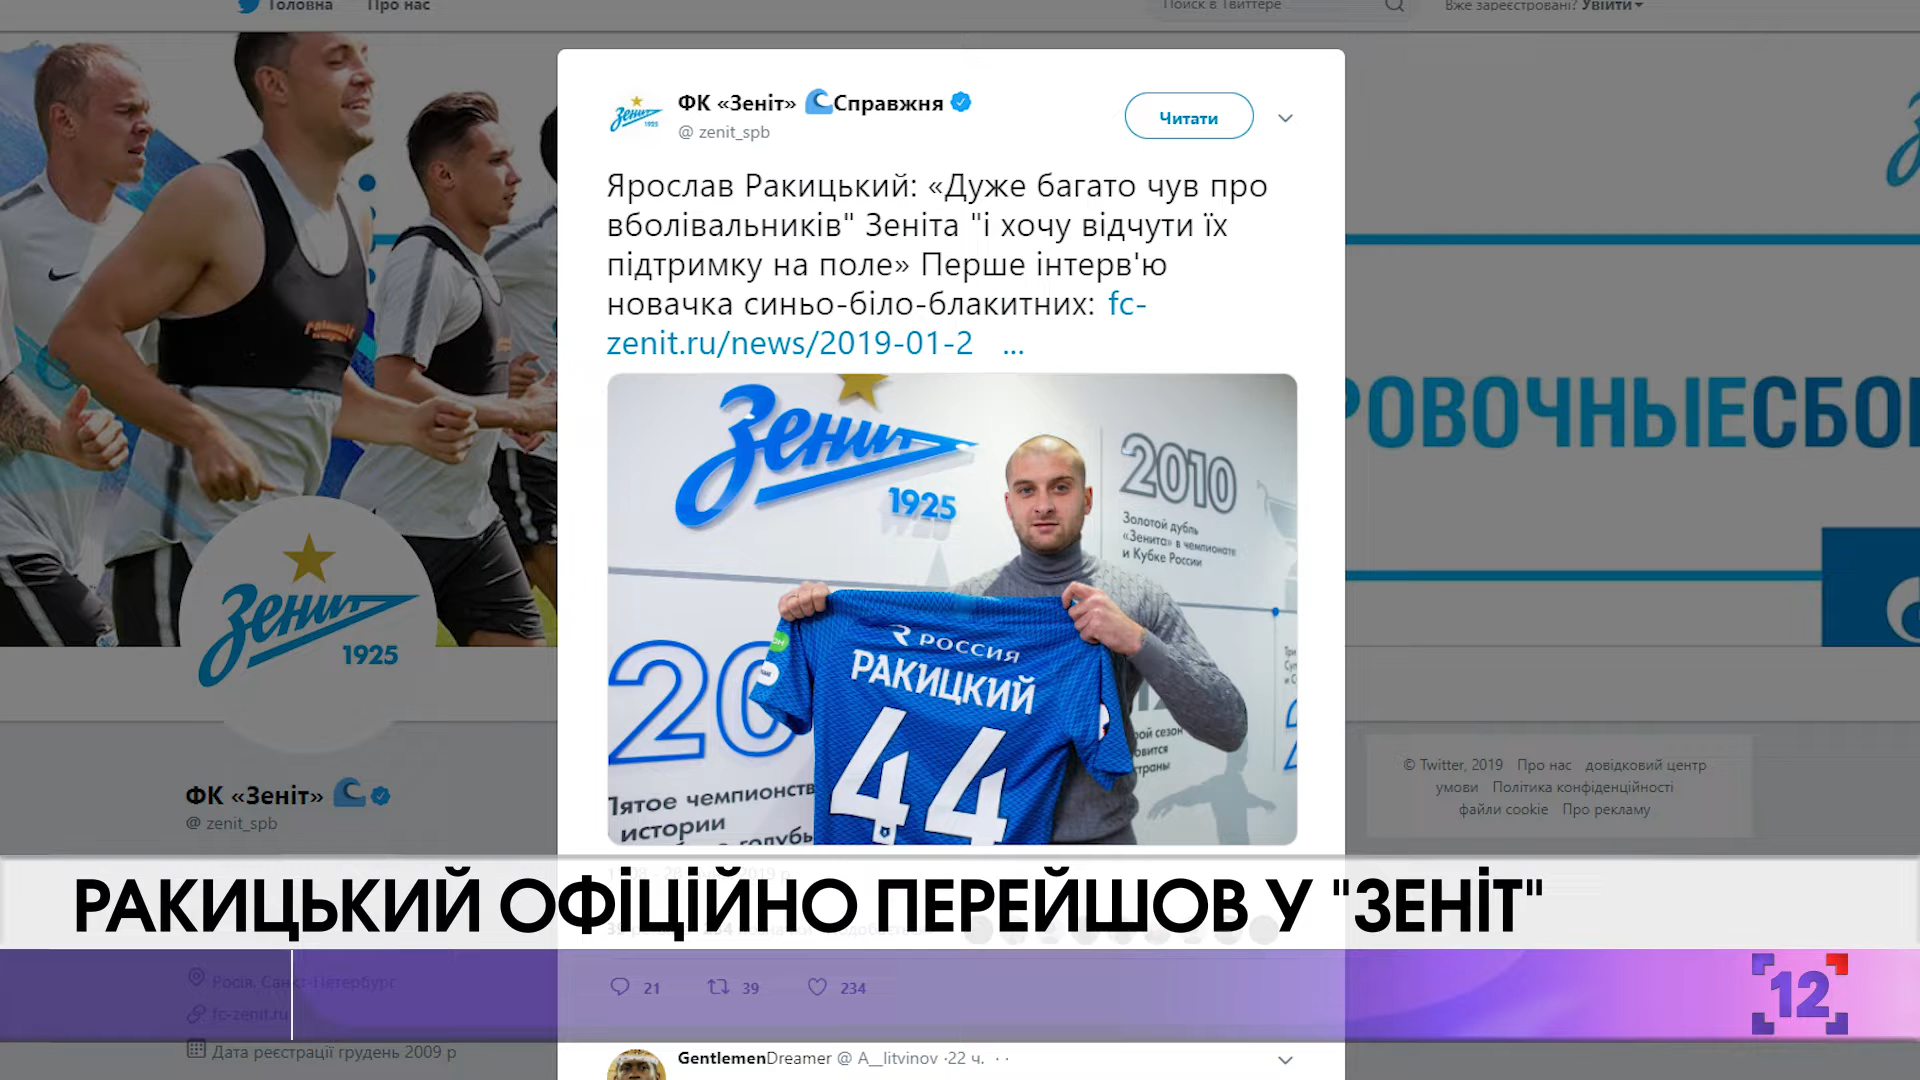 Головна Про нас
Поиск в Твиттере
Вже зареєстровані? Увійти
ФК «Зеніт» Справжня
@ zenit_spb
Читати
Ярослав Ракицький: «Дуже багато чув про
вболівальників" Зеніта "і хочу відчути їх
підтримку на поле» Перше інтерв'ю
новачка синьо-біло-блакитних: fc-
zenit.ru/news/2019-01-2 ...
Зенит
1925
2010
Золотой дубль
«Зенита» в чемпионате
и Кубке России
R РОССИЯ
РАКИЦКИЙ
44
20
Пятое чемпионств
истории
РОВОЧНЫЕСБО
Зенит
1925
ФК «Зеніт»
@ zenit_spb
© Twitter, 2019 Про нас довідковий центр
умови Політика конфіденційності
файли cookie Про рекламу
РАКИЦЬКИЙ ОФІЦІЙНО ПЕРЕЙШОВ У "ЗЕНІТ"
Росія, Санкт-Петербург
fc-zenit.ru
Дата реєстрації грудень 2009 р
21 39 234
12
GentlemenDreamer @ A__litvinov ·22 ч. · ·